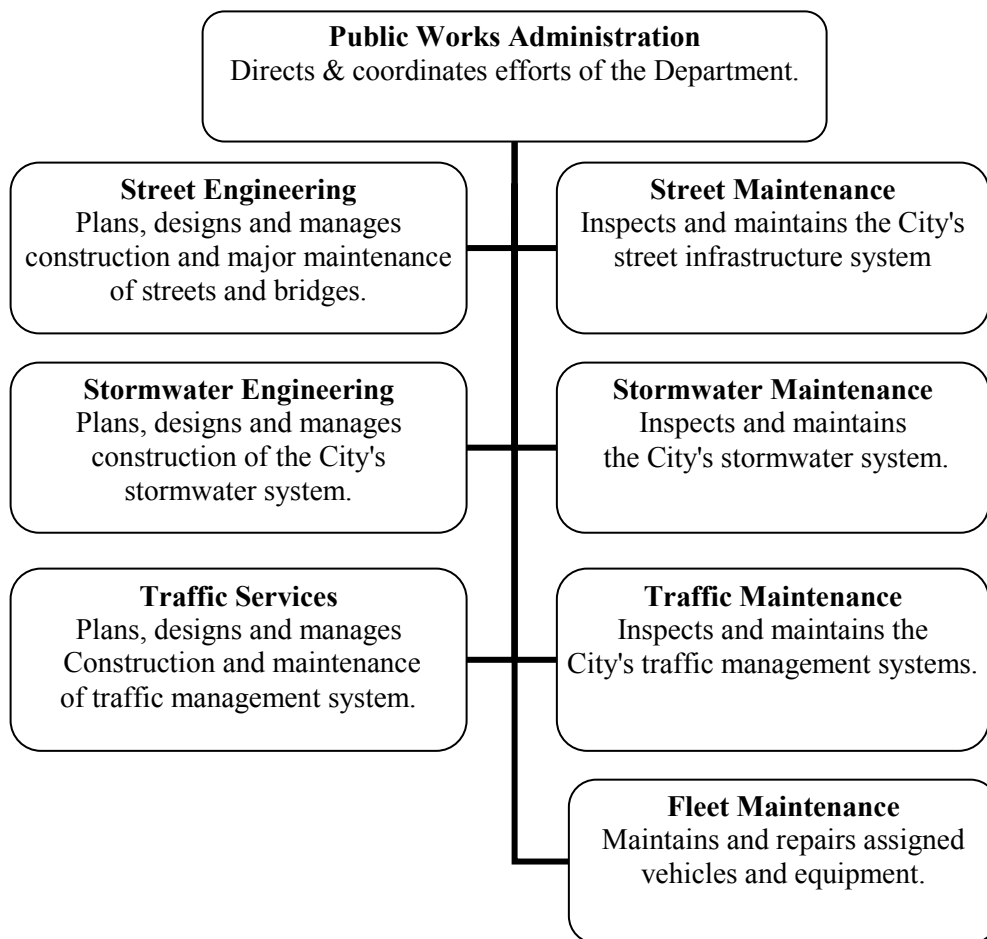 Public Works Administration
Directs & coordinates efforts of the Department.
Street Engineering
Plans, designs and manages
construction and major maintenance
of streets and bridges.
Street Maintenance
Inspects and maintains the City's
street infrastructure system
Stormwater Engineering
Plans, designs and manages
construction of the City's
stormwater system.
Stormwater Maintenance
Inspects and maintains
the City's stormwater system.
Traffic Services
Plans, designs and manages
Construction and maintenance
of traffic management system.
Traffic Maintenance
Inspects and maintains the
City's traffic management systems.
Fleet Maintenance
Maintains and repairs assigned
vehicles and equipment.